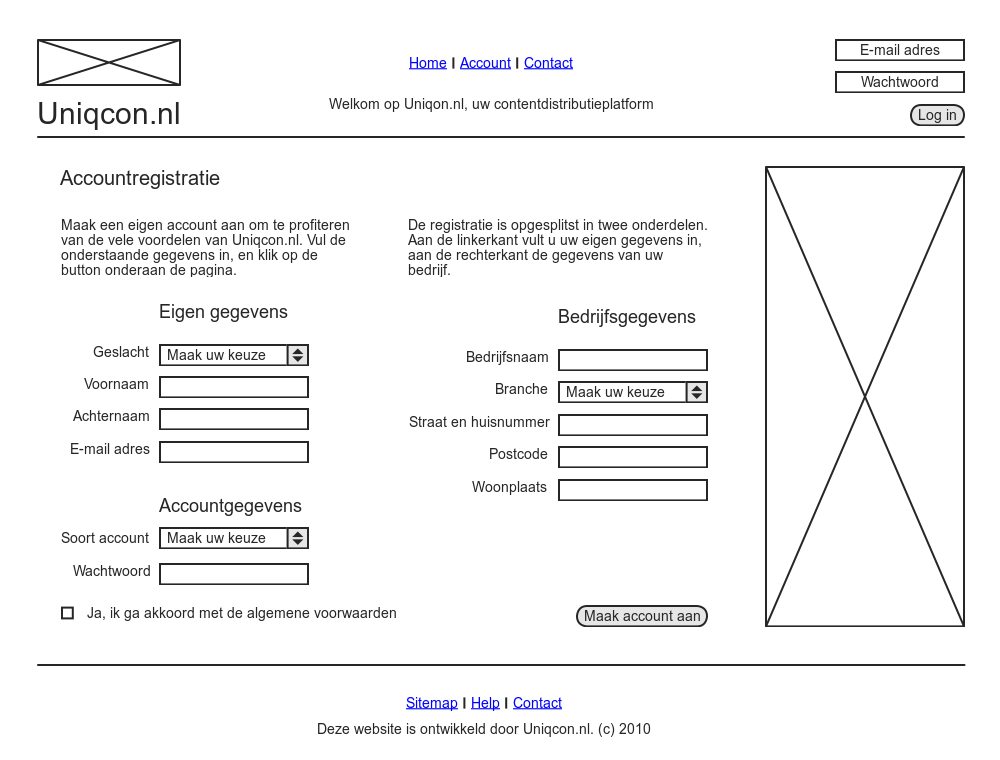 Uniqcon.nl
Home I Account I Contact
Welkom op Uniqon.nl, uw contentdistributieplatform
E-mail adres
Wachtwoord
Log in
Accountregistratie
Maak een eigen account aan om te profiteren
van de vele voordelen van Uniqcon.nl. Vul de
onderstaande gegevens in, en klik op de
button onderaan de pagina.
De registratie is opgesplitst in twee onderdelen.
Aan de linkerkant vult u uw eigen gegevens in,
aan de rechterkant de gegevens van uw
bedrijf.
Eigen gegevens
Geslacht Maak uw keuze
Voornaam
Achternaam
E-mail adres
Accountgegevens
Soort account Maak uw keuze
Wachtwoord
Ja, ik ga akkoord met de algemene voorwaarden
Bedrijfsgegevens
Bedrijfsnaam
Branche Maak uw keuze
Straat en huisnummer
Postcode
Woonplaats
Maak account aan
Sitemap I Help I Contact
Deze website is ontwikkeld door Uniqcon.nl. (c) 2010